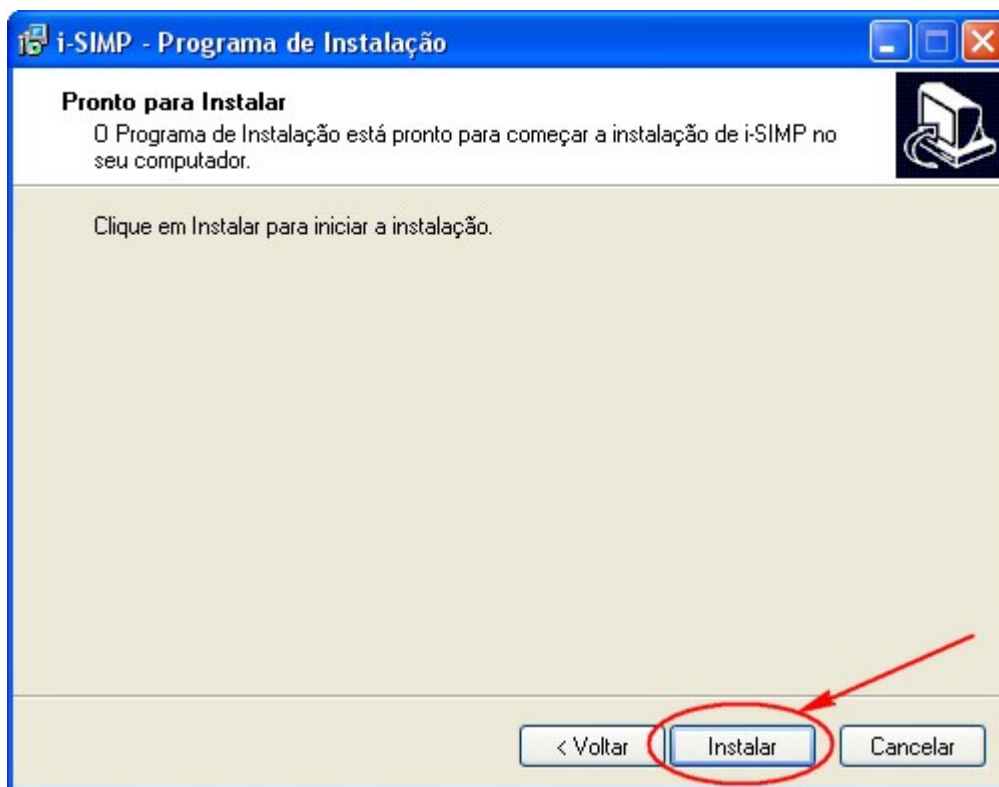 i-SIMP - Programa de Instalação
Pronto para Instalar
O Programa de Instalação está pronto para começar a instalação de i-SIMP no
seu computador.
Clique em Instalar para iniciar a instalação.
< Voltar
Instalar
Cancelar